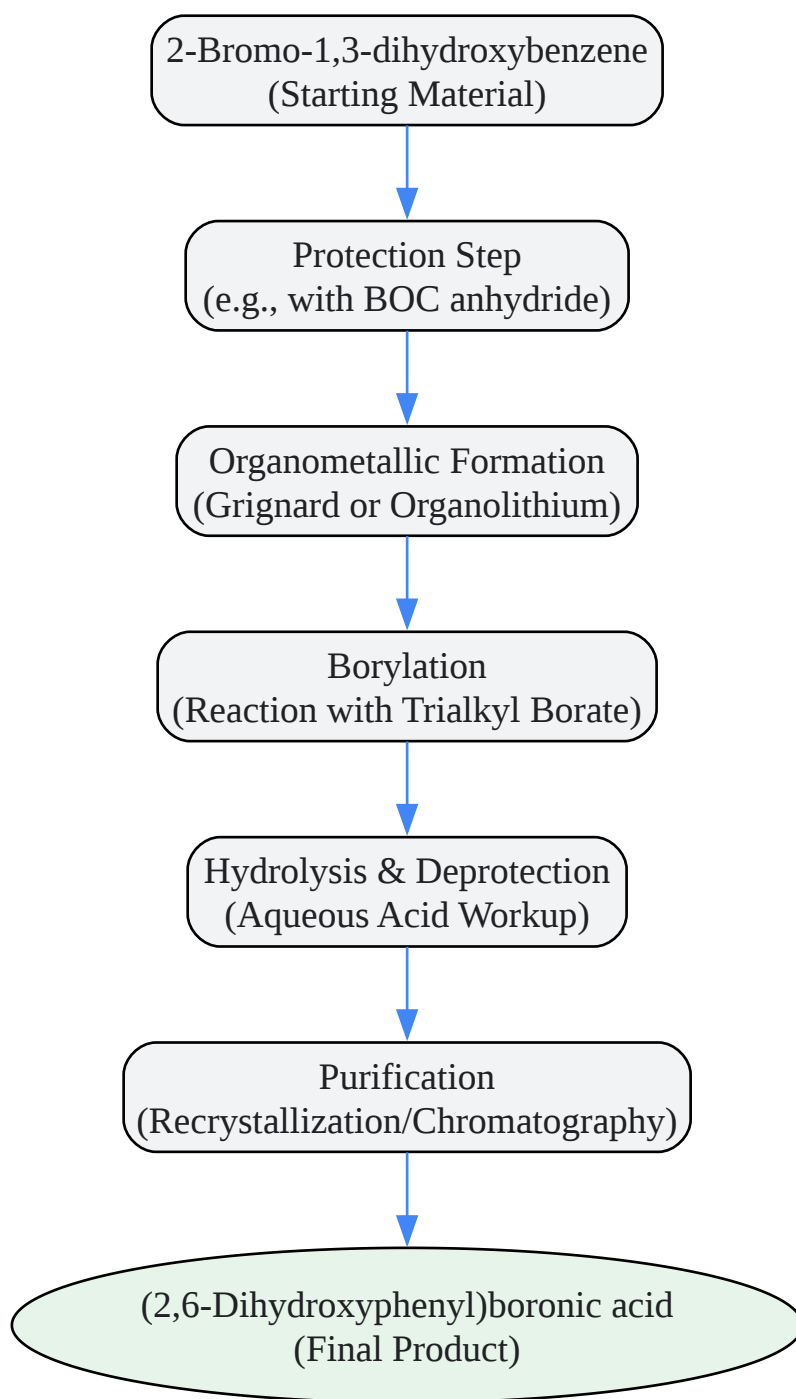 2-Bromo-1,3-dihydroxybenzene
(Starting Material)
Protection Step
(e.g., with BOC anhydride)
Organometallic Formation
(Grignard or Organolithium)
Borylation
(Reaction with Trialkyl Borate)
Hydrolysis & Deprotection
(Aqueous Acid Workup)
Purification
(Recrystallization/Chromatography)
(2,6-Dihydroxyphenyl)boronic acid
(Final Product)